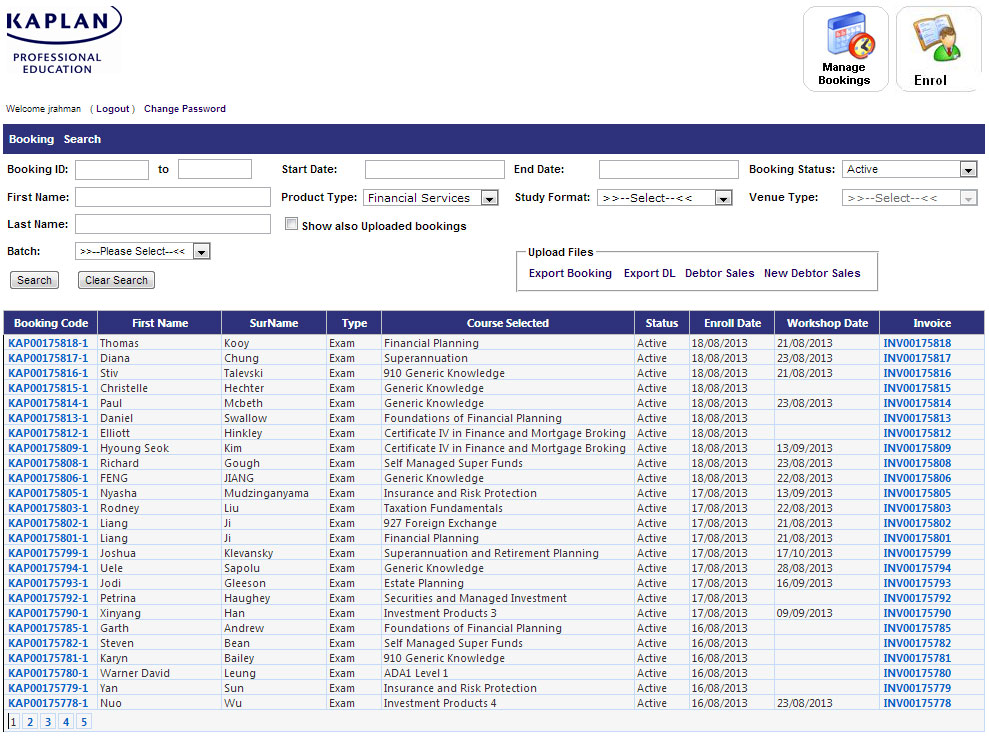 KAPLAN
PROFESSIONAL
EDUCATION
Manage
Bookings
Enrol
Welcome jrahman ( Logout ) Change Password
Booking Search
Booking ID: to Start Date: End Date: Booking Status: Active
First Name: Product Type: Financial Services Study Format: >>--Select--<< Venue Type: >>--Select--<<
Last Name: Show also Uploaded bookings
Batch: >>--Please Select--<<
Upload Files
Export Booking Export DL Debtor Sales New Debtor Sales
Search Clear Search
Booking Code First Name SurName Type Course Selected Status Enroll Date Workshop Date Invoice
KAP00175818-1 Thomas Kooy Exam Financial Planning Active 18/08/2013 21/08/2013 INV00175818
KAP00175817-1 Diana Chung Exam Superannuation Active 18/08/2013 23/08/2013 INV00175817
KAP00175816-1 Stiv Talevski Exam 910 Generic Knowledge Active 18/08/2013 21/08/2013 INV00175816
KAP00175815-1 Christelle Hechter Exam Generic Knowledge Active 18/08/2013 INV00175815
KAP00175814-1 Paul Mcbeth Exam Generic Knowledge Active 18/08/2013 23/08/2013 INV00175814
KAP00175813-1 Daniel Swallow Exam Foundations of Financial Planning Active 18/08/2013 INV00175813
KAP00175812-1 Elliott Hinkley Exam Certificate IV in Finance and Mortgage Broking Active 18/08/2013 INV00175812
KAP00175809-1 Hyoung Seok Kim Exam Certificate IV in Finance and Mortgage Broking Active 18/08/2013 13/09/2013 INV00175809
KAP00175808-1 Richard Gough Exam Self Managed Super Funds Active 18/08/2013 23/08/2013 INV00175808
KAP00175806-1 FENG JIANG Exam Generic Knowledge Active 18/08/2013 22/08/2013 INV00175806
KAP00175805-1 Nyasha Mudzinganyama Exam Insurance and Risk Protection Active 17/08/2013 13/09/2013 INV00175805
KAP00175803-1 Rodney Liu Exam Taxation Fundamentals Active 17/08/2013 22/08/2013 INV00175803
KAP00175802-1 Liang Ji Exam 927 Foreign Exchange Active 17/08/2013 21/08/2013 INV00175802
KAP00175801-1 Liang Ji Exam Financial Planning Active 17/08/2013 21/08/2013 INV00175801
KAP00175799-1 Joshua Klevansky Exam Superannuation and Retirement Planning Active 17/08/2013 17/10/2013 INV00175799
KAP00175794-1 Uele Sapolu Exam Generic Knowledge Active 17/08/2013 28/08/2013 INV00175794
KAP00175793-1 Jodi Gleeson Exam Estate Planning Active 17/08/2013 16/09/2013 INV00175793
KAP00175792-1 Petrina Haughey Exam Securities and Managed Investment Active 17/08/2013 INV00175792
KAP00175790-1 Xinyang Han Exam Investment Products 3 Active 17/08/2013 09/09/2013 INV00175790
KAP00175785-1 Garth Andrew Exam Foundations of Financial Planning Active 16/08/2013 INV00175785
KAP00175782-1 Steven Bean Exam Self Managed Super Funds Active 16/08/2013 INV00175782
KAP00175781-1 Karyn Bailey Exam 910 Generic Knowledge Active 16/08/2013 INV00175781
KAP00175780-1 Warner David Leung Exam ADA1 Level 1 Active 16/08/2013 INV00175780
KAP00175779-1 Yan Sun Exam Insurance and Risk Protection Active 16/08/2013 INV00175779
KAP00175778-1 Nuo Wu Exam Investment Products 4 Active 16/08/2013 23/08/2013 INV00175778
1 2 3 4 5